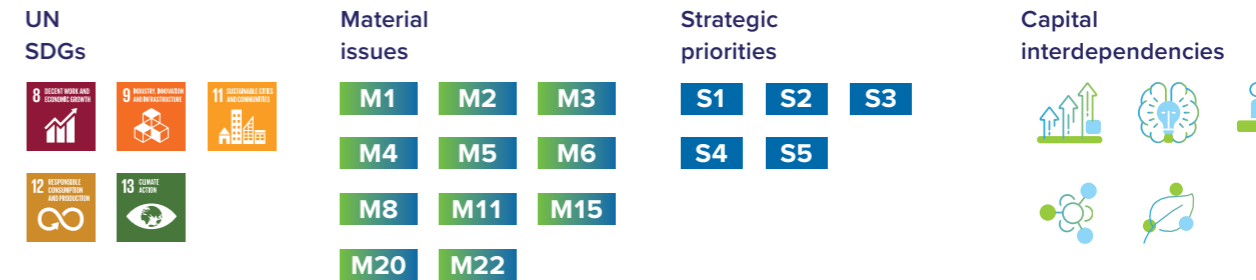 UN
SDGs
Material
issues
Strategic
priorities
Capital
interdependencies
8 DECENT WORK AND
ECONOMIC GROWTH
9 INDUSTRY, INNOVATION
AND INFRASTRUCTURE
11 SUSTAINABLE CITIES
AND COMMUNITIES
12 RESPONSIBLE
CONSUMPTION
AND PRODUCTION
13 CLIMATE
ACTION
M1 M2 M3
M4 M5 M6
M8 M11 M15
M20 M22
S1 S2 S3
S4 S5